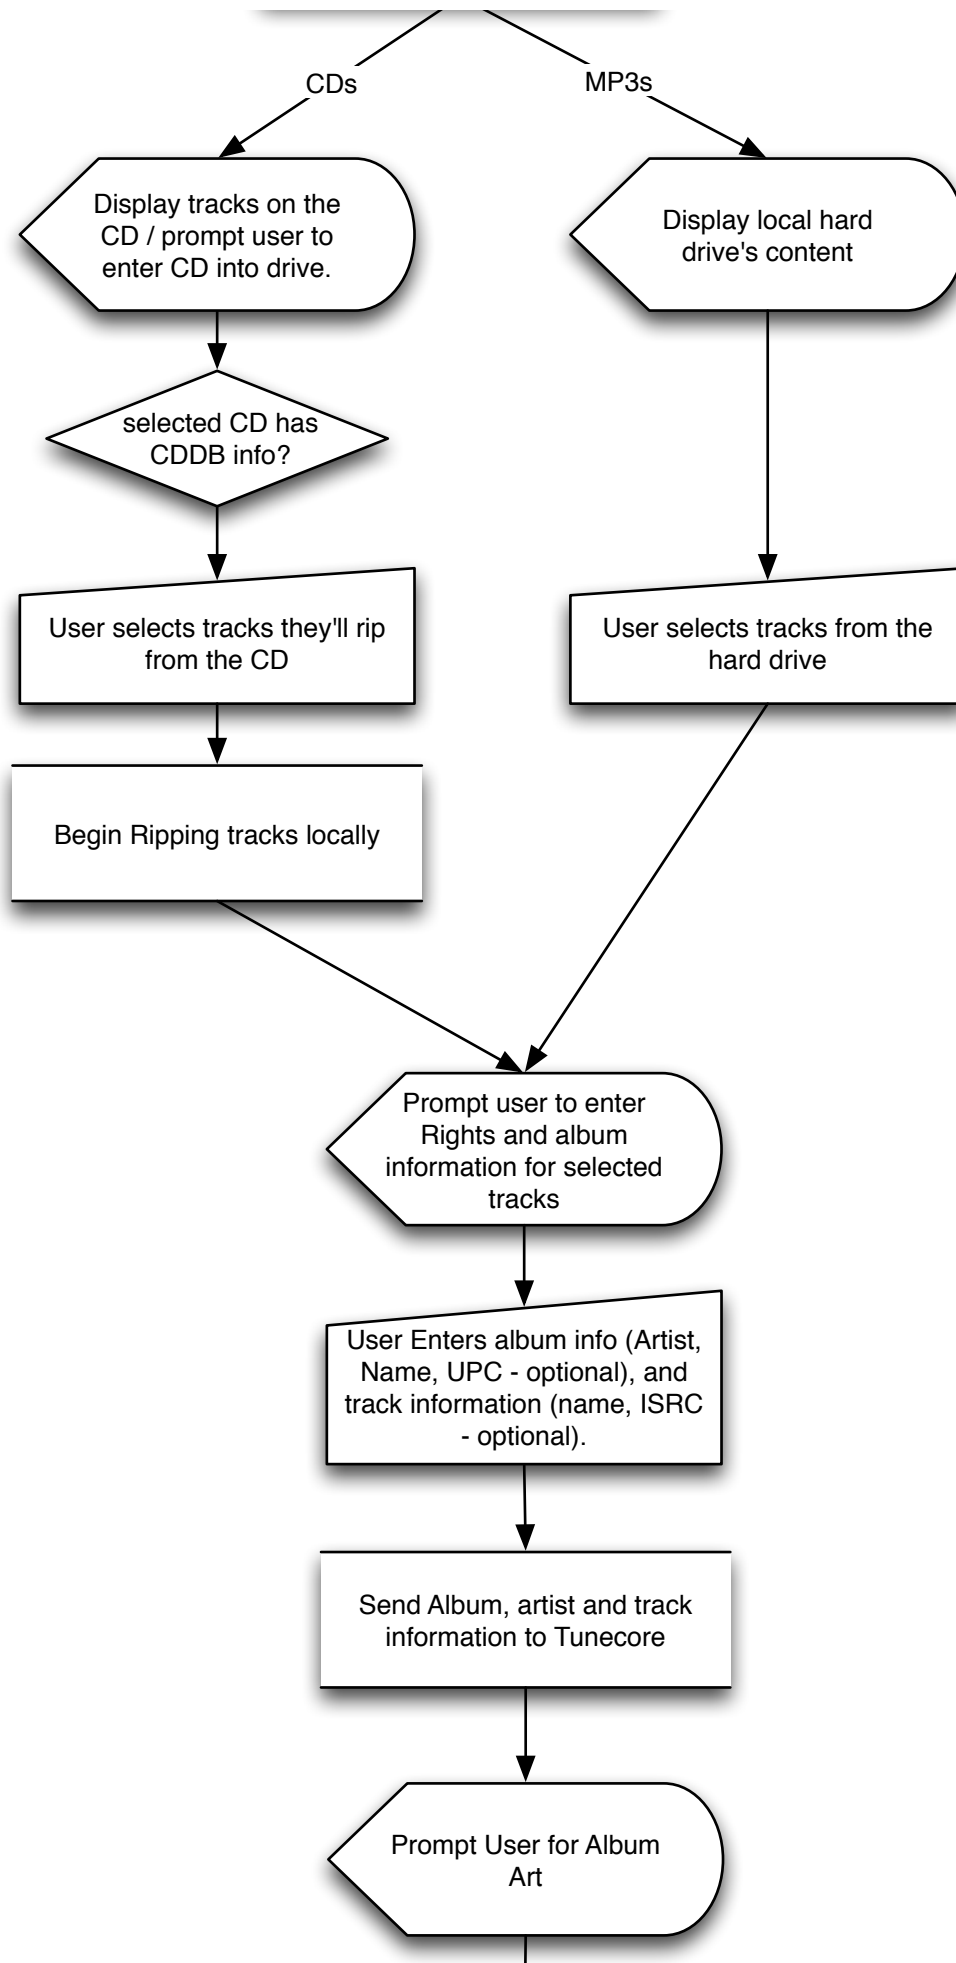 CDs
MP3s
Display tracks on the
CD / prompt user to
enter CD into drive.
Display local hard
drive's content
selected CD has
CDDB info?
User selects tracks they'll rip
from the CD
User selects tracks from the
hard drive
Begin Ripping tracks locally
Prompt user to enter
Rights and album
information for selected
tracks
User Enters album info (Artist,
Name, UPC - optional), and
track information (name, ISRC
- optional).
Send Album, artist and track
information to Tunecore
Prompt User for Album
Art